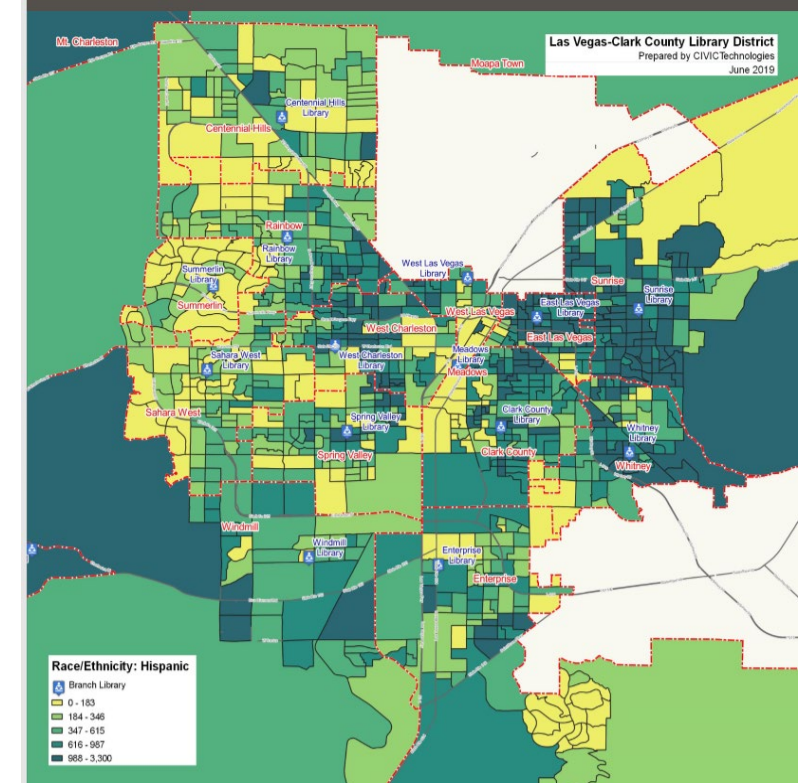 Las Vegas-Clark County Library District
Prepared by CIVICTechnologies
June 2019
Mt. Charleston
Moapa Town
Centennial Hills
Library
Centennial Hills
Rainbow
Rainbow
Library
West Las Vegas
Library
Summerlin
Library
Summerlin
Sunrise
Sunrise
Library
East Las Vegas
Library
West Las Vegas
West Charleston
East Las Vegas
West Charleston
Library
Meadows
Library
Meadows
Sahara West
Library
Sahara West
Spring Valley
Library
Clark County
Library
Whitney
Library
Spring Valley
Clark County
Whitney
Windmill
Windmill
Library
Enterprise
Library
Enterprise
Race/Ethnicity: Hispanic
Branch Library
0 - 183
184 - 346
347 - 615
616 - 987
988 - 3,300